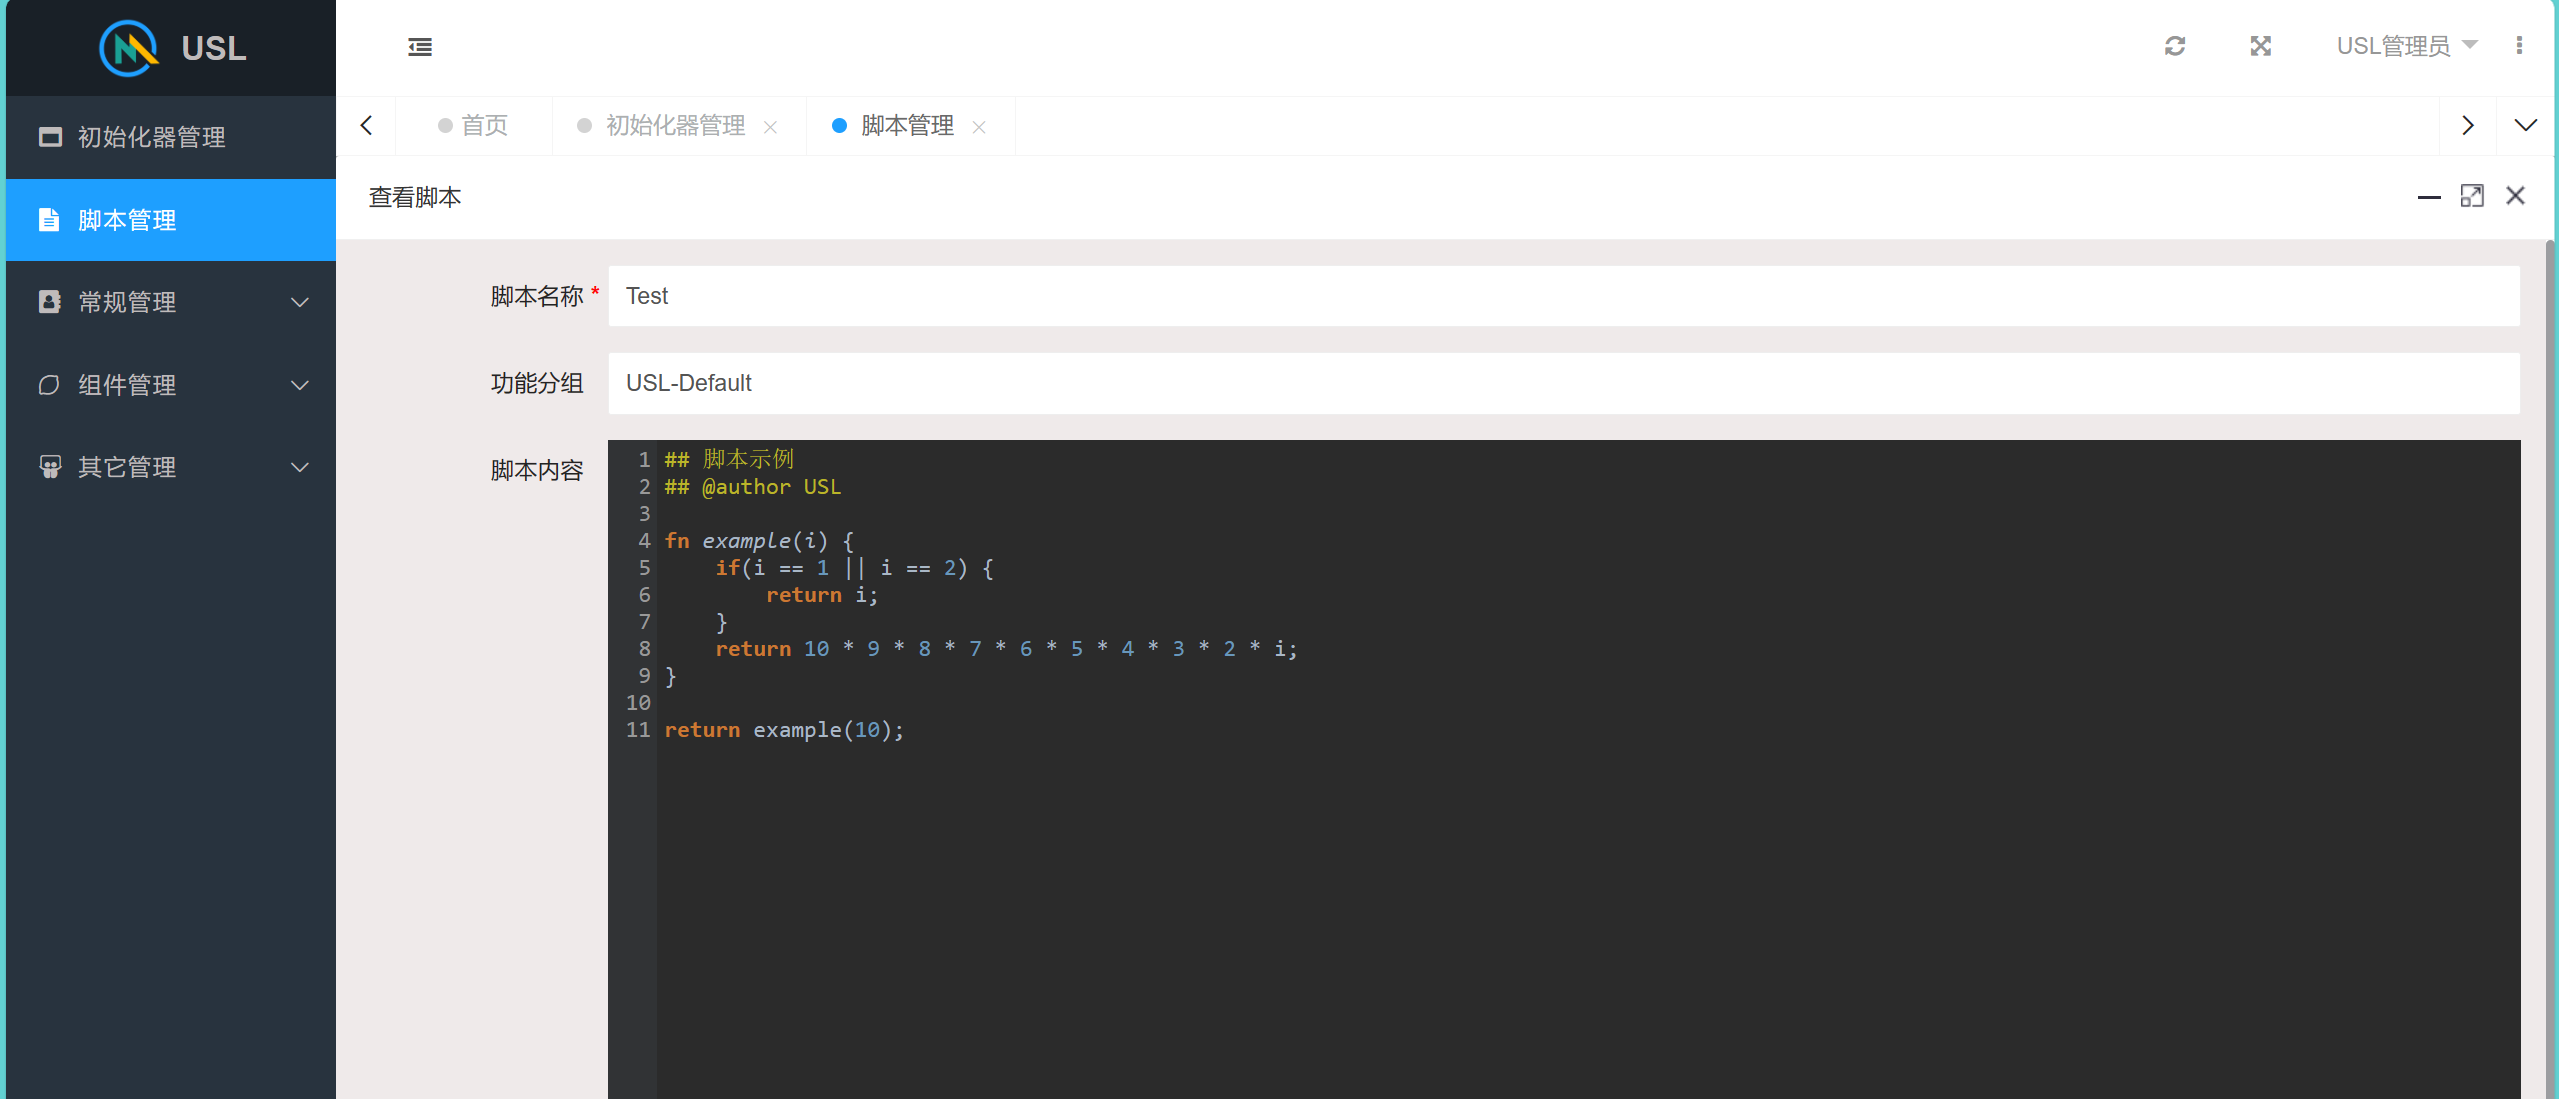 USL
USL管理员
初始化器管理
脚本管理
常规管理
组件管理
其它管理
首页
初始化器管理
脚本管理
查看脚本
脚本名称 *
Test
功能分组
USL-Default
脚本内容
1 ## 脚本示例
2 ## @author USL
3
4 fn example(i) {
5     if(i == 1 || i == 2) {
6         return i;
7     }
8     return 10 * 9 * 8 * 7 * 6 * 5 * 4 * 3 * 2 * i;
9 }
10
11 return example(10);